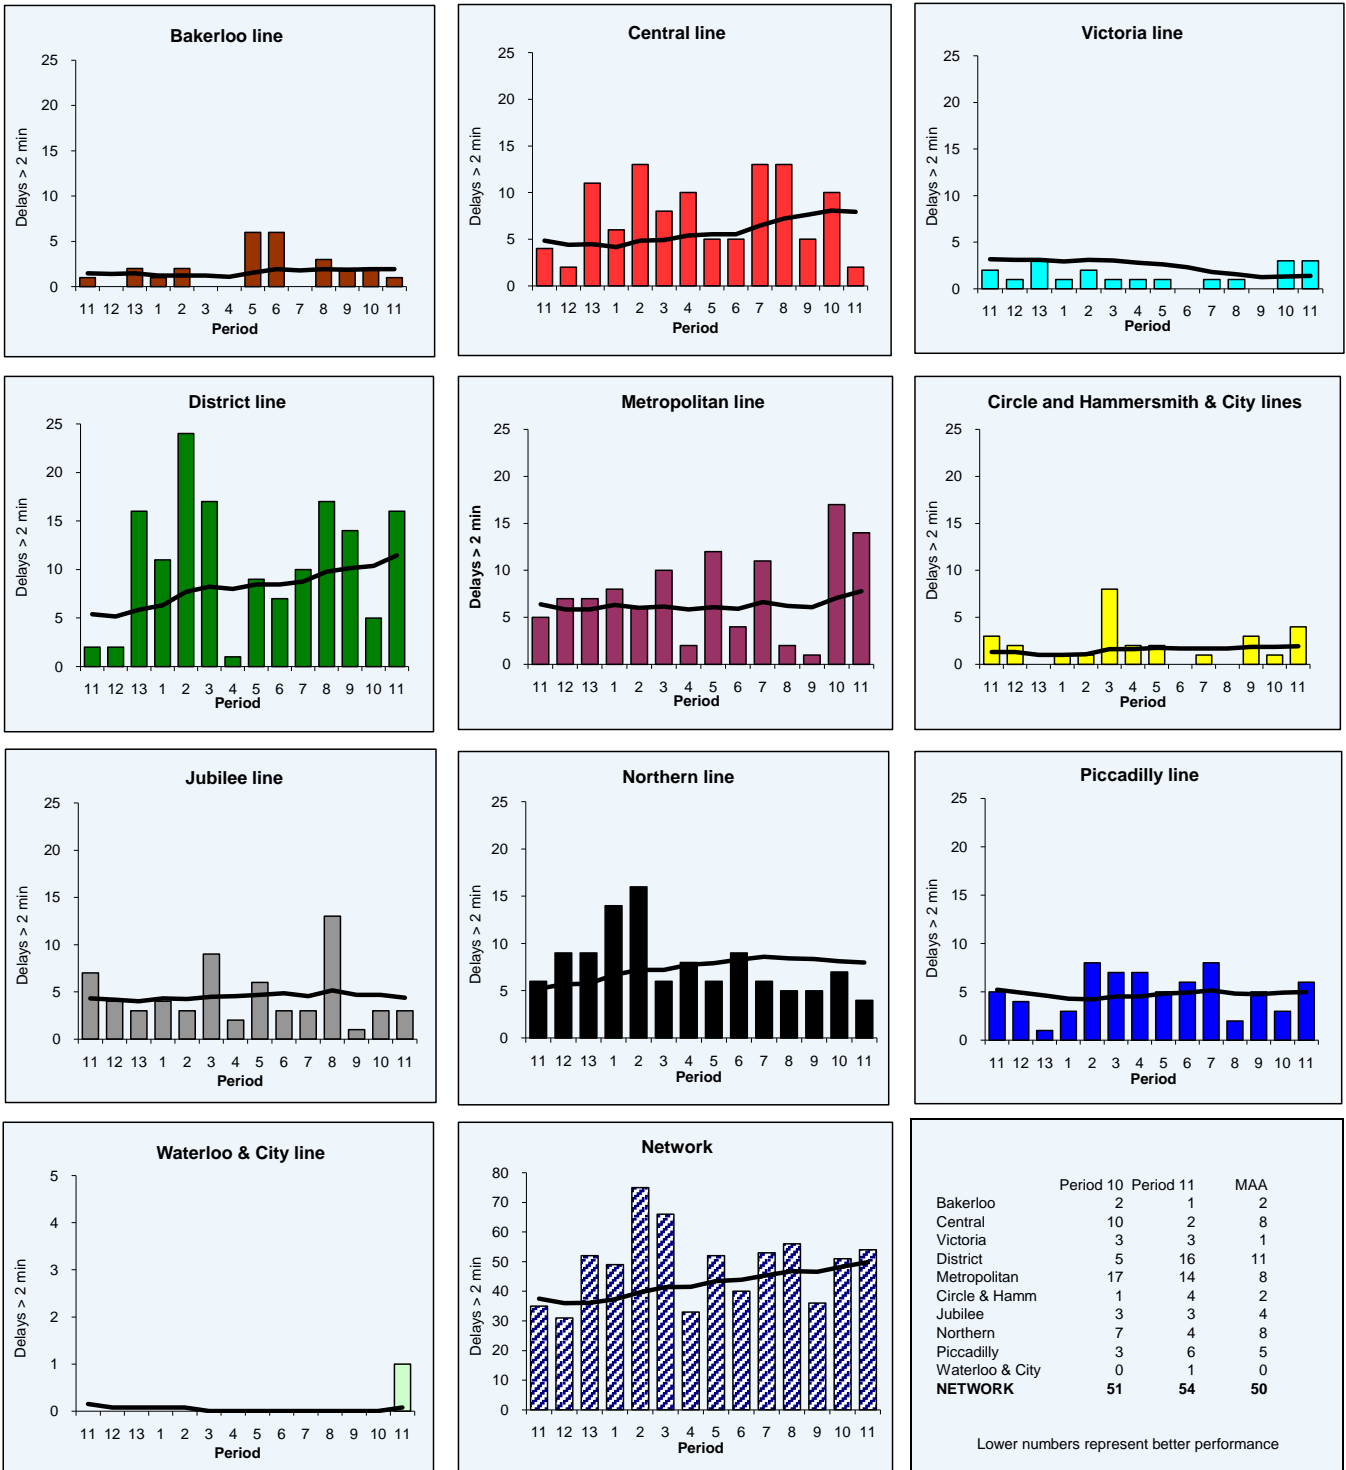 Bakerloo line
25
20
15
10
5
0
Delays > 2 min
11 12 13 1 2 3 4 5 6 7 8 9 10 11
Period
Central line
25
20
15
10
5
0
Delays > 2 min
11 12 13 1 2 3 4 5 6 7 8 9 10 11
Period
Victoria line
25
20
15
10
5
0
Delays > 2 min
11 12 13 1 2 3 4 5 6 7 8 9 10 11
Period
District line
25
20
15
10
5
0
Delays > 2 min
11 12 13 1 2 3 4 5 6 7 8 9 10 11
Period
Metropolitan line
25
20
15
10
5
0
Delays > 2 min
11 12 13 1 2 3 4 5 6 7 8 9 10 11
Period
Circle and Hammersmith & City lines
25
20
15
10
5
0
Delays > 2 min
11 12 13 1 2 3 4 5 6 7 8 9 10 11
Period
Jubilee line
25
20
15
10
5
0
Delays > 2 min
11 12 13 1 2 3 4 5 6 7 8 9 10 11
Period
Northern line
25
20
15
10
5
0
Delays > 2 min
11 12 13 1 2 3 4 5 6 7 8 9 10 11
Period
Piccadilly line
25
20
15
10
5
0
Delays > 2 min
11 12 13 1 2 3 4 5 6 7 8 9 10 11
Period
Waterloo & City line
5
4
3
2
1
0
Delays > 2 min
11 12 13 1 2 3 4 5 6 7 8 9 10 11
Period
Network
80
70
60
50
40
30
20
10
0
Delays > 2 min
11 12 13 1 2 3 4 5 6 7 8 9 10 11
Period
Period 10 Period 11 MAA
Bakerloo 2 1 2
Central 10 2 8
Victoria 3 3 1
District 5 16 11
Metropolitan 17 14 8
Circle & Hamm 1 4 2
Jubilee 3 3 4
Northern 7 4 8
Piccadilly 3 6 5
Waterloo & City 0 1 0
NETWORK 51 54 50
Lower numbers represent better performance